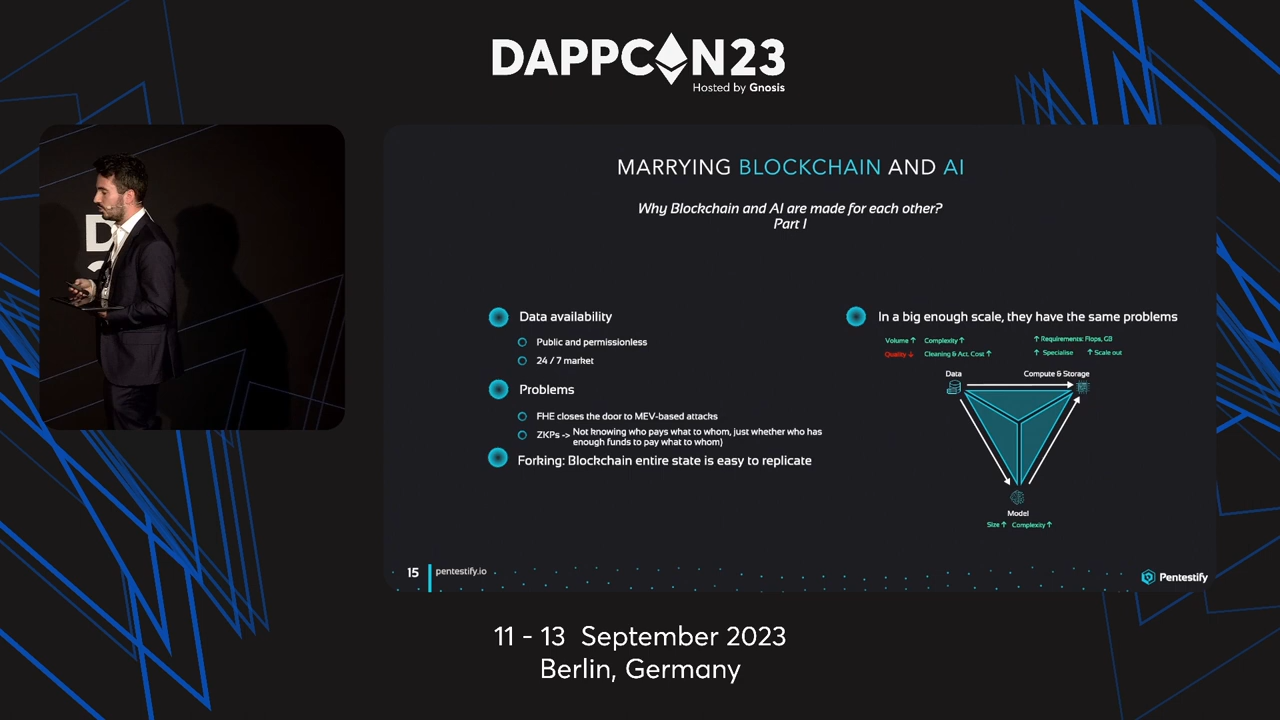 DAPPCON23
Hosted by Gnosis
D
MARRYING BLOCKCHAIN AND AI
Why Blockchain and AI are made for each other?
Part I
Data availability
Public and permissionless
24 / 7 market
Problems
FHE closes the door to MEV-based attacks
ZKPs -> Not knowing who pays what to whom, just whether who has
enough funds to pay what to whom)
Forking: Blockchain entire state is easy to replicate
In a big enough scale, they have the same problems
Volume ↑ Complexity ↑
Quality ↓ Cleaning & Act. Cost ↑
↑ Requirements: Flops, GB
↑ Specialise ↑ Scale out
Data
Compute & Storage
Model
Size ↑ Complexity ↑
15
pentestify.io
Pentestify
11 - 13 September 2023
Berlin, Germany